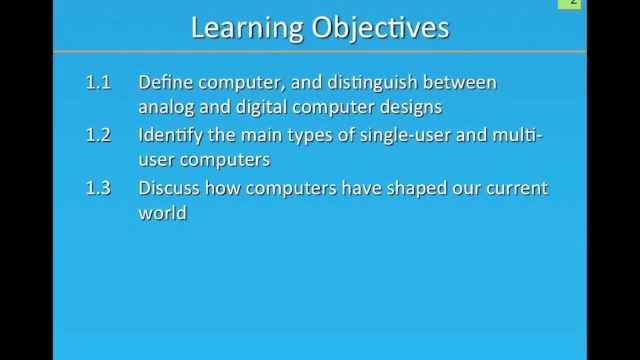 2
Learning Objectives
1.1 Define computer, and distinguish between
analog and digital computer designs
1.2 Identify the main types of single-user and multi-
user computers
1.3 Discuss how computers have shaped our current
world